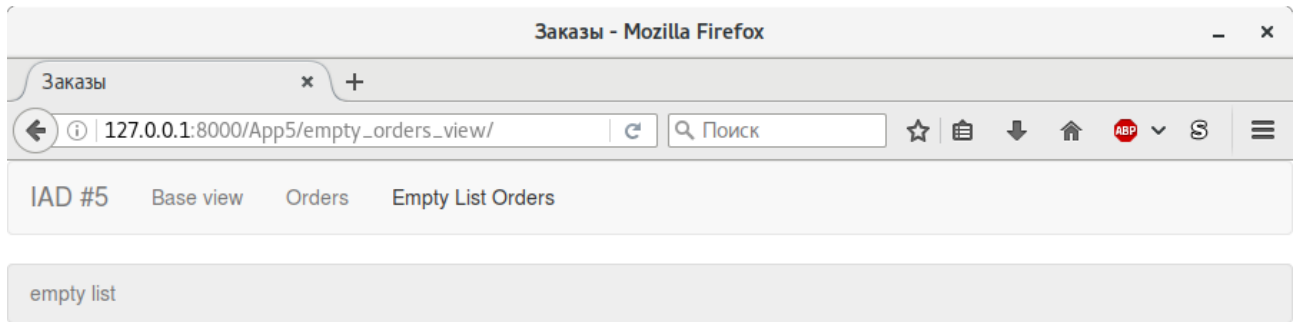 Заказы - Mozilla Firefox
Заказы
127.0.0.1:8000/App5/empty_orders_view/ Поиск ABP S
IAD #5 Base view Orders Empty List Orders
empty list